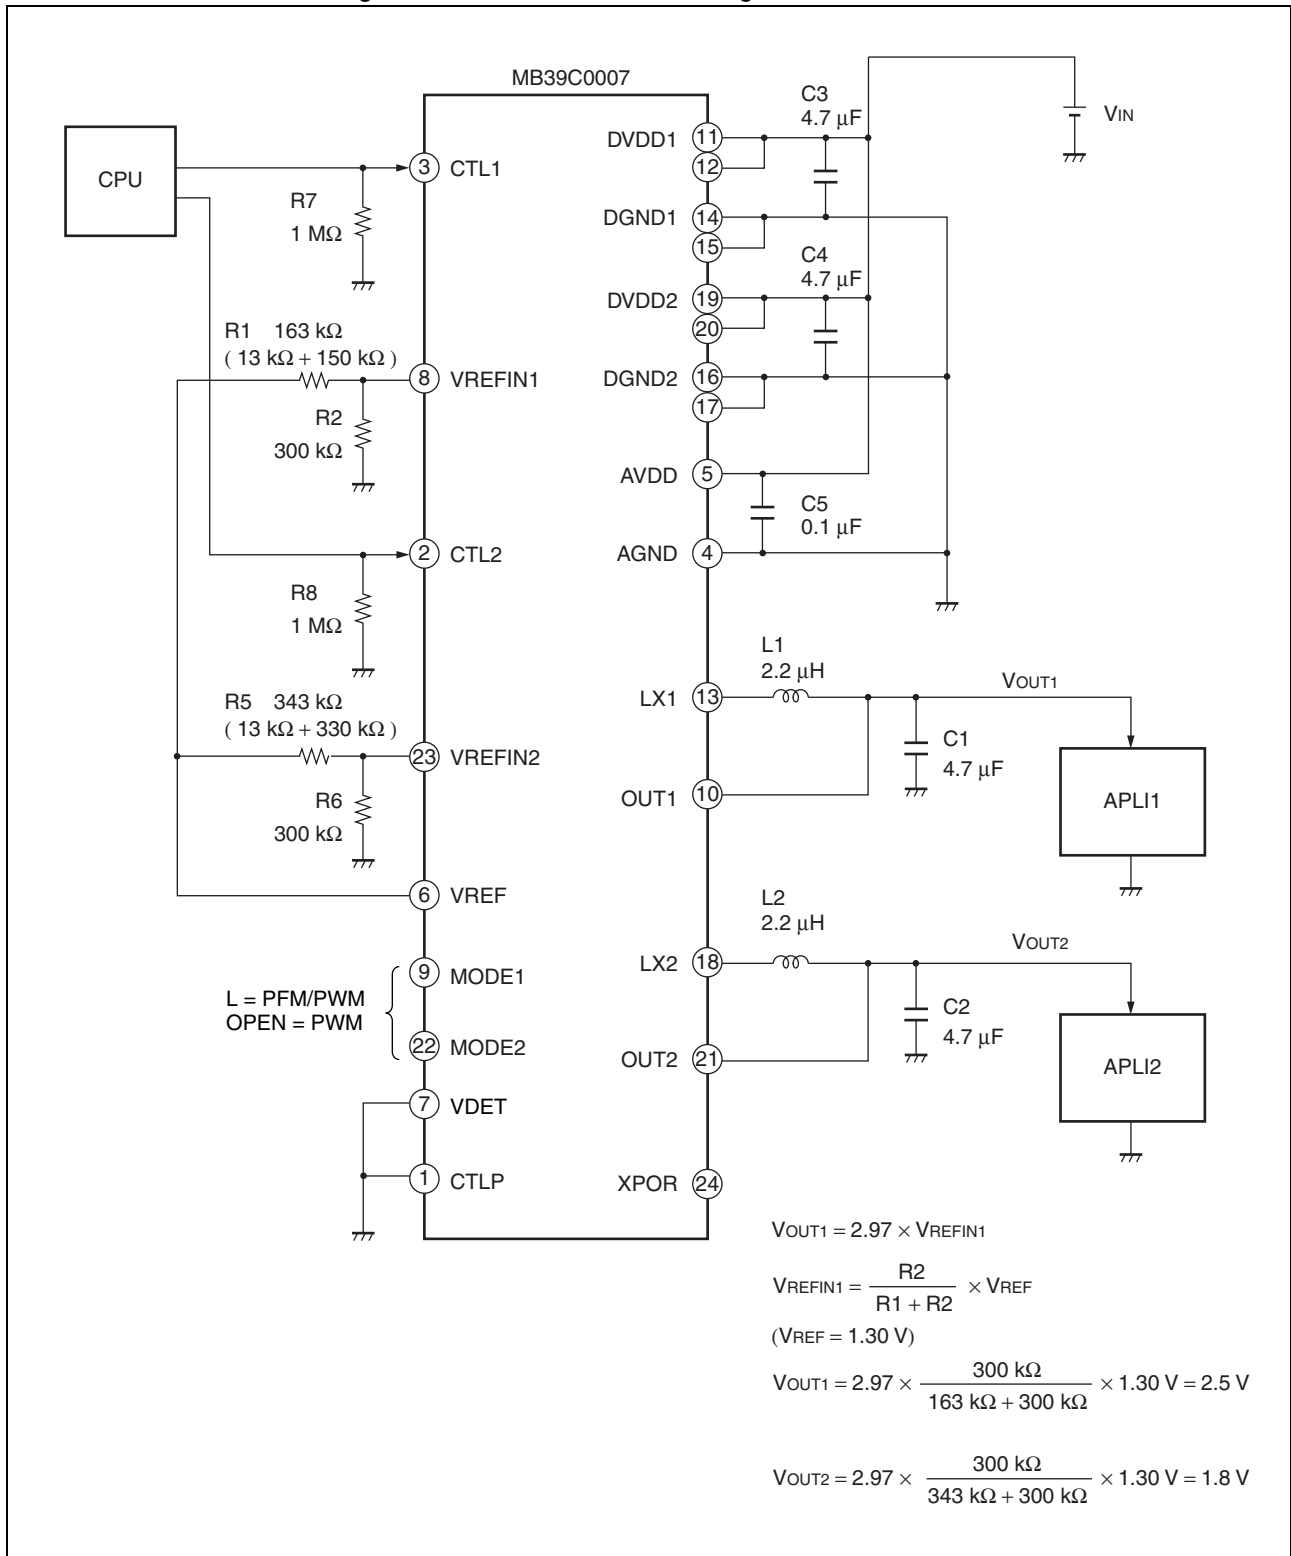 MB39C0007
CPU
3 CTL1
R7
1 MΩ
R1 163 kΩ
( 13 kΩ + 150 kΩ )
8 VREFIN1
R2
300 kΩ
2 CTL2
R8
1 MΩ
R5 343 kΩ
( 13 kΩ + 330 kΩ )
23 VREFIN2
R6
300 kΩ
6 VREF
9 MODE1
L = PFM/PWM
OPEN = PWM
22 MODE2
7 VDET
1 CTLP
DVDD1 11
12
C3
4.7 μF
VIN
DGND1 14
15
C4
4.7 μF
DVDD2 19
20
DGND2 16
17
AVDD 5
C5
0.1 μF
AGND 4
L1
2.2 μH
LX1 13
VOUT1
C1
4.7 μF
OUT1 10
APLI1
L2
2.2 μH
LX2 18
VOUT2
C2
4.7 μF
OUT2 21
APLI2
XPOR 24
VOUT1 = 2.97 × VREFIN1
VREFIN1 = R2 / R1 + R2 × VREF
(VREF = 1.30 V)
VOUT1 = 2.97 × 300 kΩ / 163 kΩ + 300 kΩ × 1.30 V = 2.5 V
VOUT2 = 2.97 × 300 kΩ / 343 kΩ + 300 kΩ × 1.30 V = 1.8 V